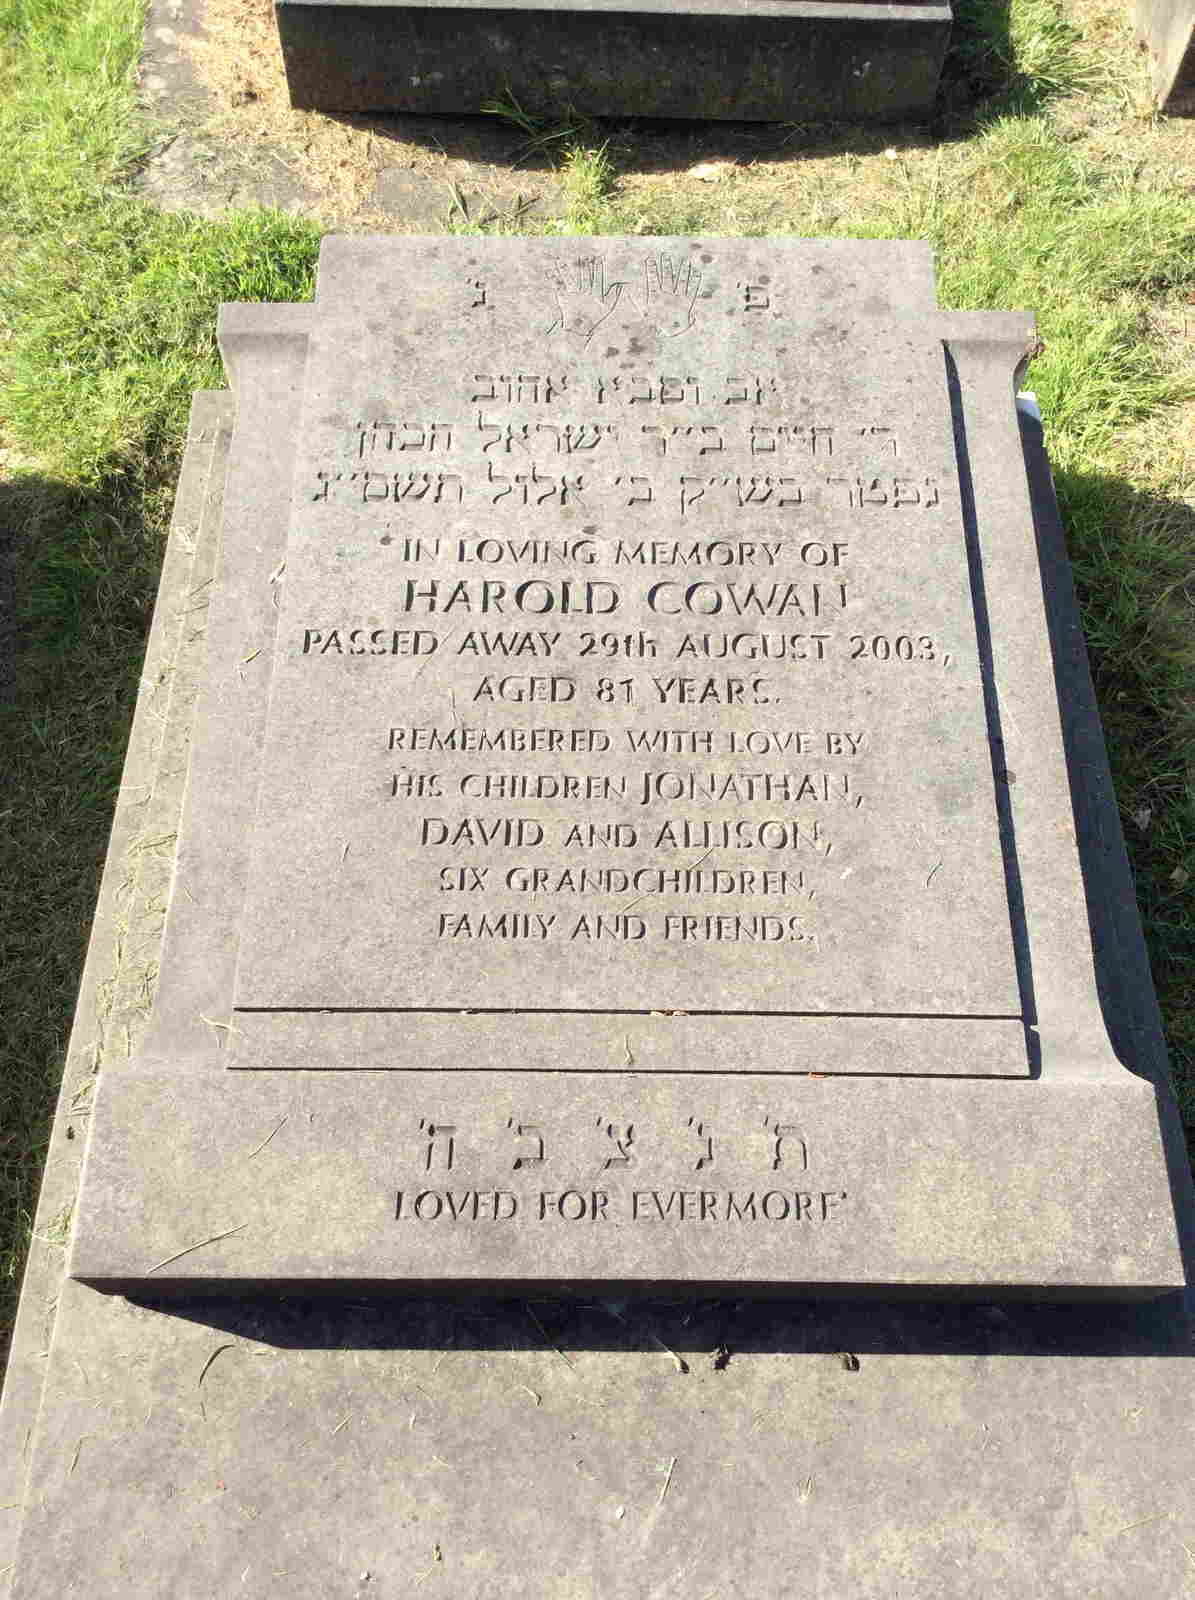 פ' נ'
אב וסבא אהוב
ר' חיים ב"ר ישראל הכהן
נפטר בש"ק ב' אלול תשס"ג
IN LOVING MEMORY OF
HAROLD COWAN
PASSED AWAY 29th AUGUST 2003,
AGED 81 YEARS.
REMEMBERED WITH LOVE BY
HIS CHILDREN JONATHAN,
DAVID AND ALLISON,
SIX GRANDCHILDREN,
FAMILY AND FRIENDS.
ת' נ' צ' ב' ה'
LOVED FOR EVERMORE